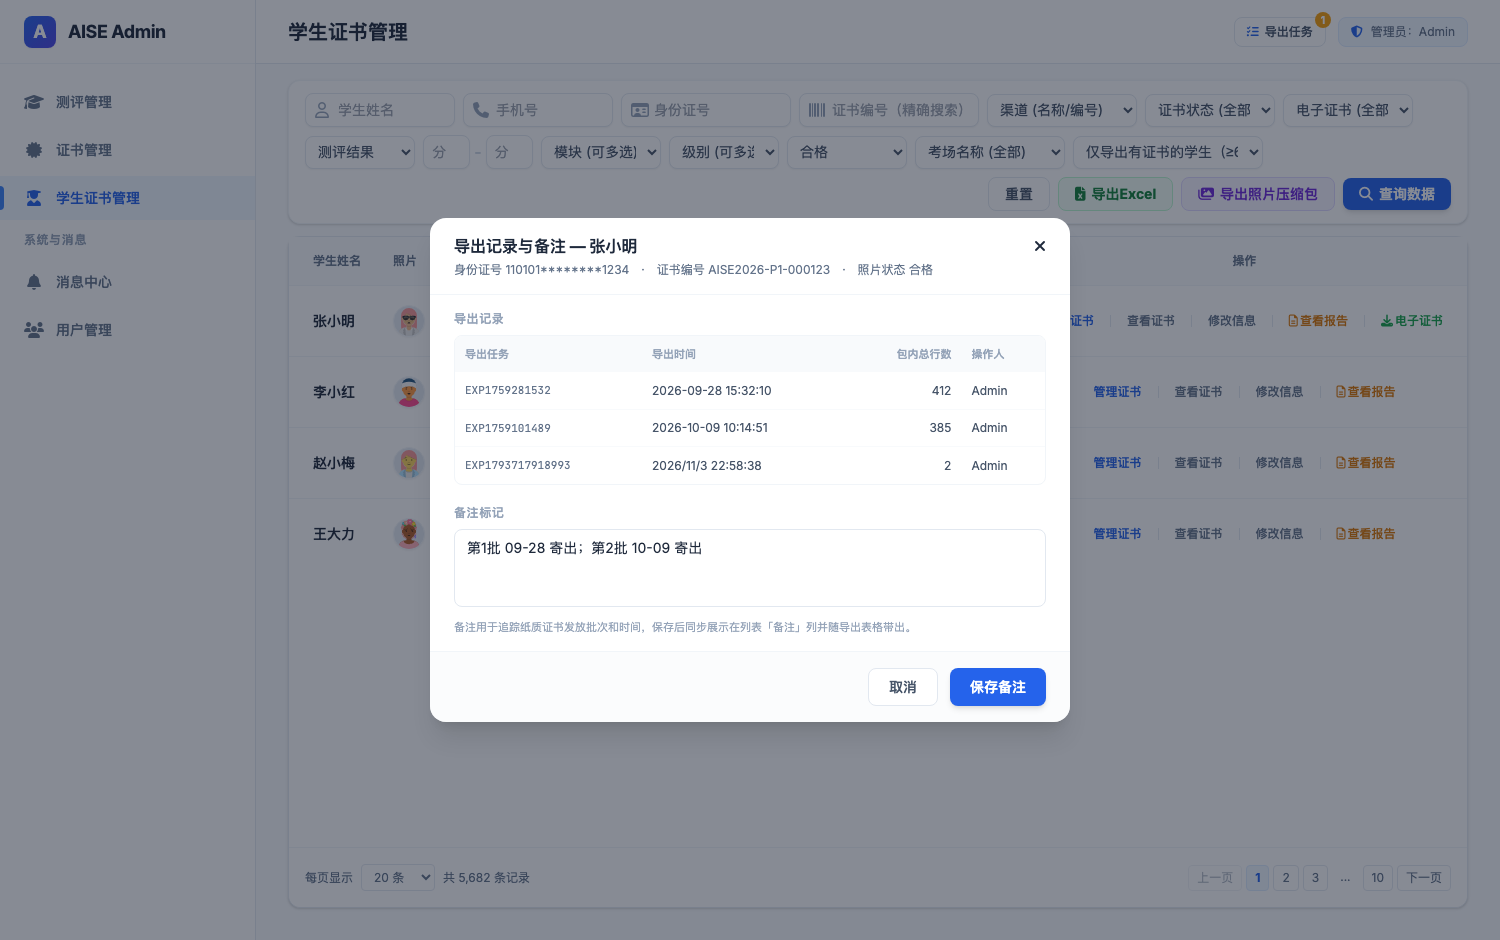 A AISE Admin
学生证书管理
导出任务 1
管理员：Admin
测评管理
证书管理
学生证书管理
系统与消息
消息中心
用户管理
学生姓名 手机号 身份证号 证书编号（精确搜索） 渠道 (名称/编号) 证书状态 (全部 电子证书 (全部
测评结果 分 - 分 模块 (可多选) 级别 (可多选 合格 考场名称 (全部) 仅导出有证书的学生（≥6
重置 导出Excel 导出照片压缩包 查询数据
学生姓名 照片 操作
张小明 证书 查看证书 修改信息 查看报告 电子证书
李小红 管理证书 查看证书 修改信息 查看报告
赵小梅 管理证书 查看证书 修改信息 查看报告
王大力 管理证书 查看证书 修改信息 查看报告
导出记录与备注 — 张小明
身份证号 110101********1234 · 证书编号 AISE2026-P1-000123 · 照片状态 合格
导出记录
导出任务 导出时间 包内总行数 操作人
EXP1759281532 2026-09-28 15:32:10 412 Admin
EXP1759101489 2026-10-09 10:14:51 385 Admin
EXP1793717918993 2026/11/3 22:58:38 2 Admin
备注标记
第1批 09-28 寄出；第2批 10-09 寄出
备注用于追踪纸质证书发放批次和时间，保存后同步展示在列表「备注」列并随导出表格带出。
取消 保存备注
每页显示 20 条 共 5,682 条记录
上一页 1 2 3 ... 10 下一页